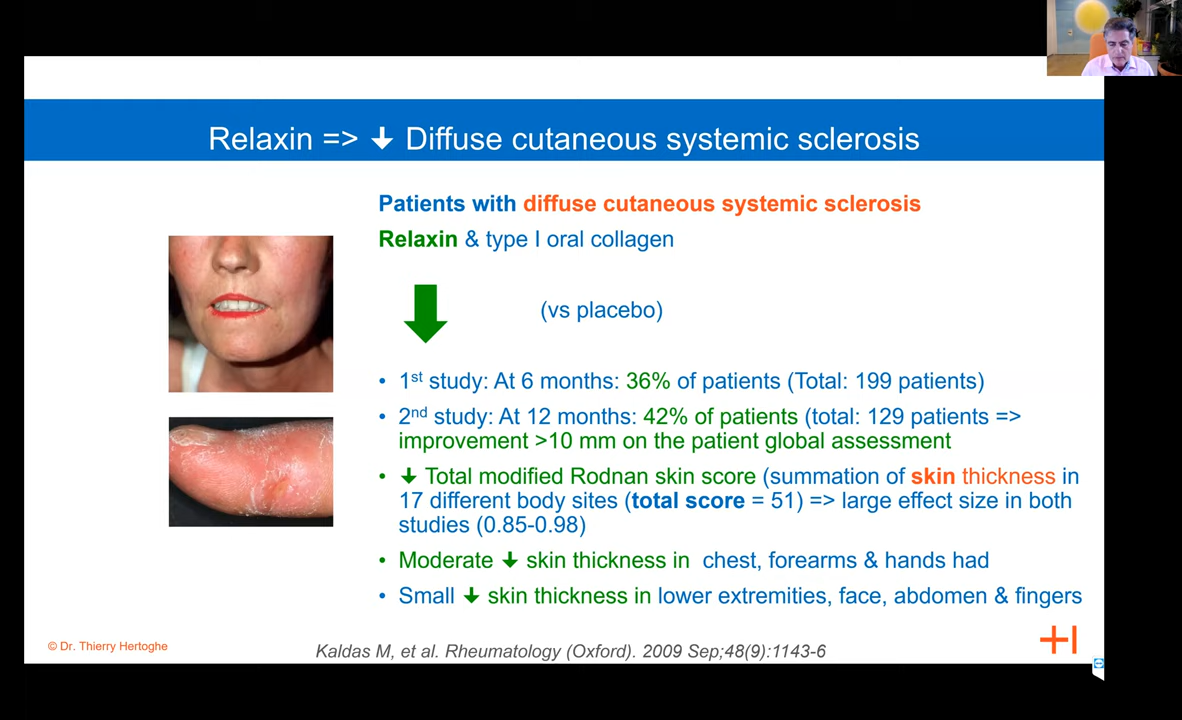 Relaxin => ↓ Diffuse cutaneous systemic sclerosis
Patients with diffuse cutaneous systemic sclerosis
Relaxin & type I oral collagen
(vs placebo)
• 1st study: At 6 months: 36% of patients (Total: 199 patients)
• 2nd study: At 12 months: 42% of patients (total: 129 patients =>
improvement >10 mm on the patient global assessment
• ↓ Total modified Rodnan skin score (summation of skin thickness in
17 different body sites (total score = 51) => large effect size in both
studies (0.85-0.98)
• Moderate ↓ skin thickness in chest, forearms & hands had
• Small ↓ skin thickness in lower extremities, face, abdomen & fingers
© Dr. Thierry Hertoghe
Kaldas M, et al. Rheumatology (Oxford). 2009 Sep;48(9):1143-6